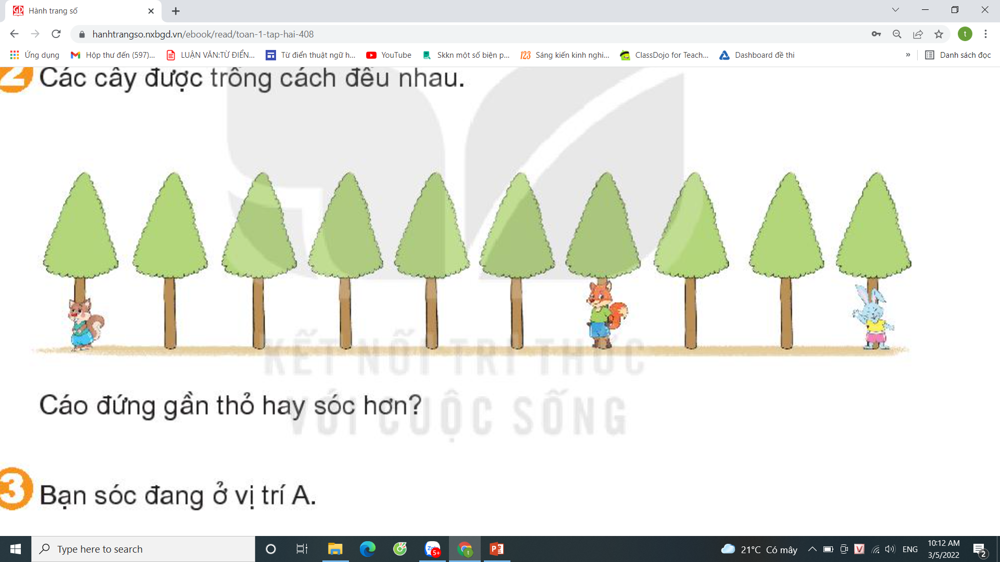 Hành trang số
hanhtrangso.nxbgd.vn/ebook/read/toan-1-tap-hai-408
t
Ứng dụng
Hộp thư đến (597)...
LUẬN VĂN:TỪ ĐIỂN...
Từ điển thuật ngữ h...
YouTube
Skkn một số biện p...
123 Sáng kiến kinh nghi...
ClassDojo for Teach...
Dashboard đề thi
»
Danh sách đọc
2 Các cây được trồng cách đều nhau.
KẾT NỐI TRI THỨC
VỚI CUỘC SỐNG
Cáo đứng gần thỏ hay sóc hơn?
3 Bạn sóc đang ở vị trí A.
Type here to search
5+
21°C Có mây
ENG
10:12 AM
3/5/2022
2